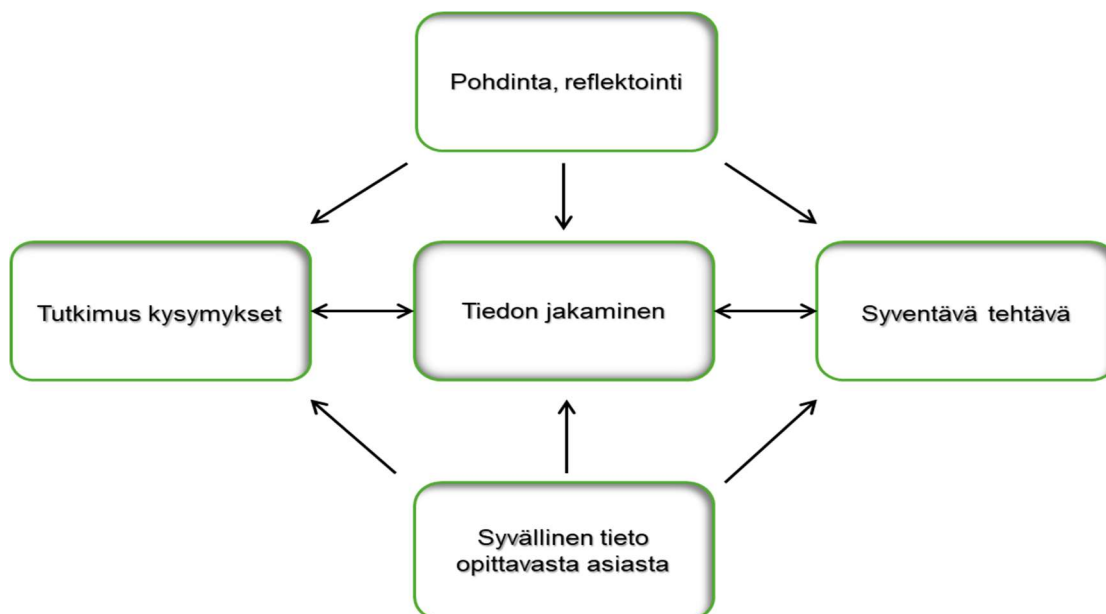 Pohdinta, reflektointi
Tutkimus kysymykset
Tiedon jakaminen
Syventävä tehtävä
Syvällinen tieto
opittavasta asiasta